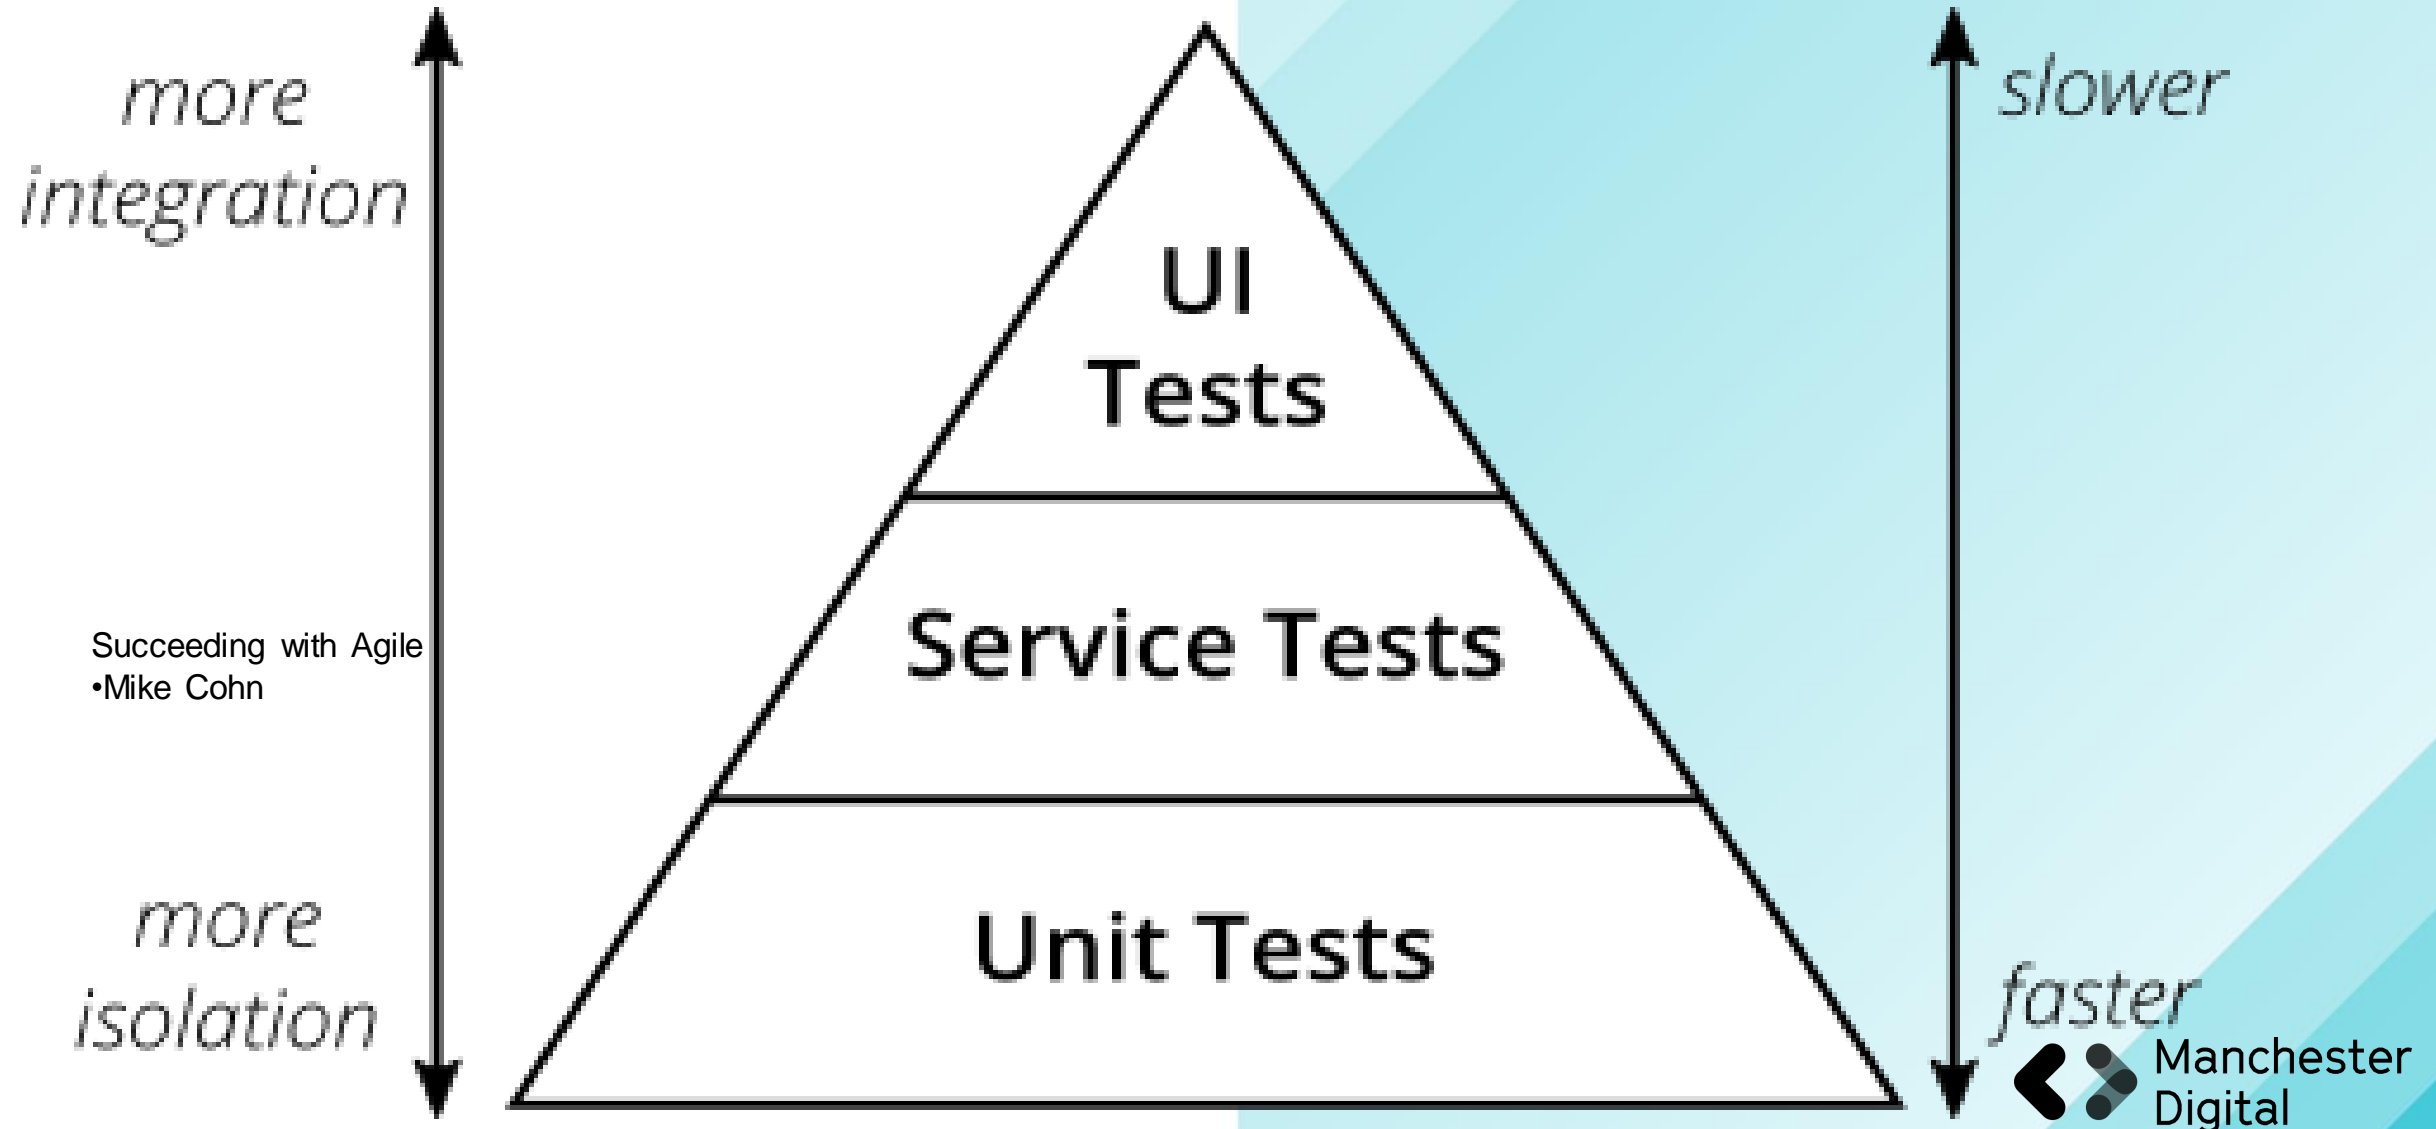 more
integration
slower
UI
Tests
Succeeding with Agile
•Mike Cohn
Service Tests
more
isolation
Unit Tests
faster
Manchester
Digital